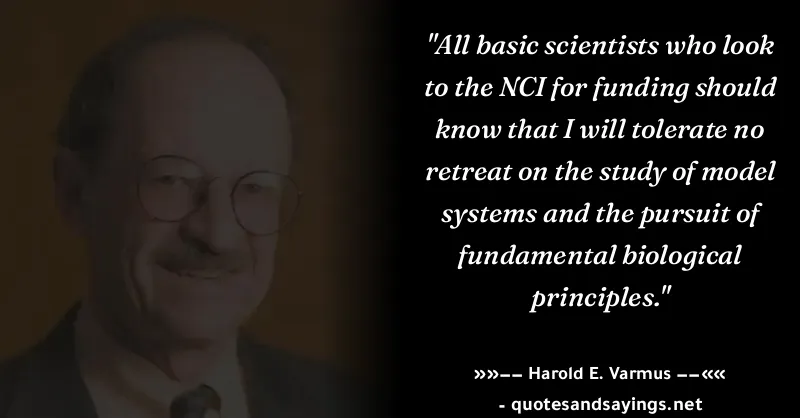 "All basic scientists who look
to the NCI for funding should
know that I will tolerate no
retreat on the study of model
systems and the pursuit of
fundamental biological
principles."
»»–– Harold E. Varmus ––««
- quotesandsayings.net